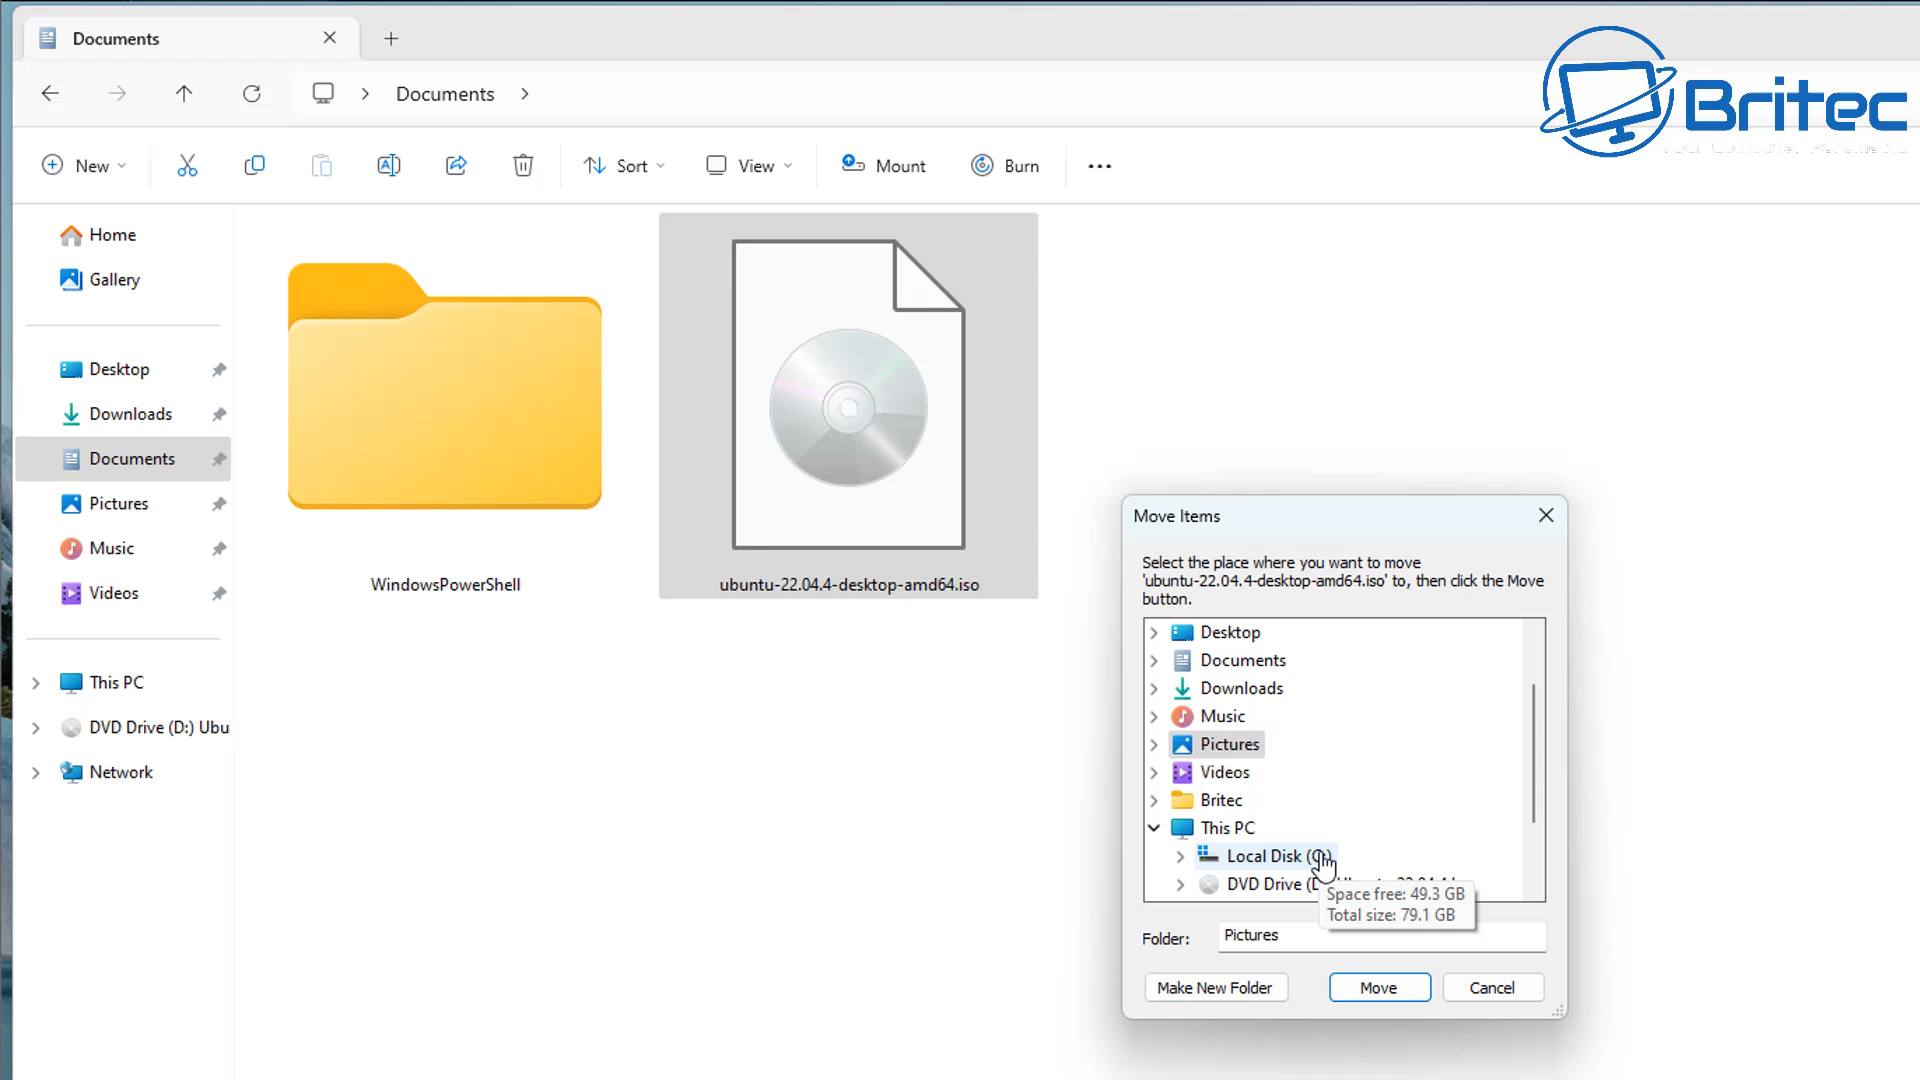 Documents
Britec
Documents
New
Sort
View
Mount
Burn
Home
Gallery
Desktop
Downloads
Documents
Pictures
Music
Videos
This PC
DVD Drive (D:) Ubu
Network
WindowsPowerShell
ubuntu-22.04.4-desktop-amd64.iso
Move Items
Select the place where you want to move
'ubuntu-22.04.4-desktop-amd64.iso' to, then click the Move
button.
Desktop
Documents
Downloads
Music
Pictures
Videos
Britec
This PC
Local Disk (C:)
DVD Drive (D
Space free: 49.3 GB
Total size: 79.1 GB
Folder:
Pictures
Make New Folder
Move
Cancel